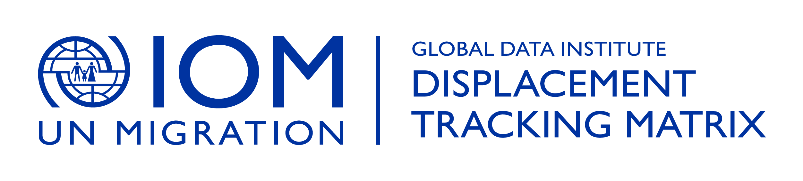 IOM
UN MIGRATION
GLOBAL DATA INSTITUTE
DISPLACEMENT
TRACKING MATRIX